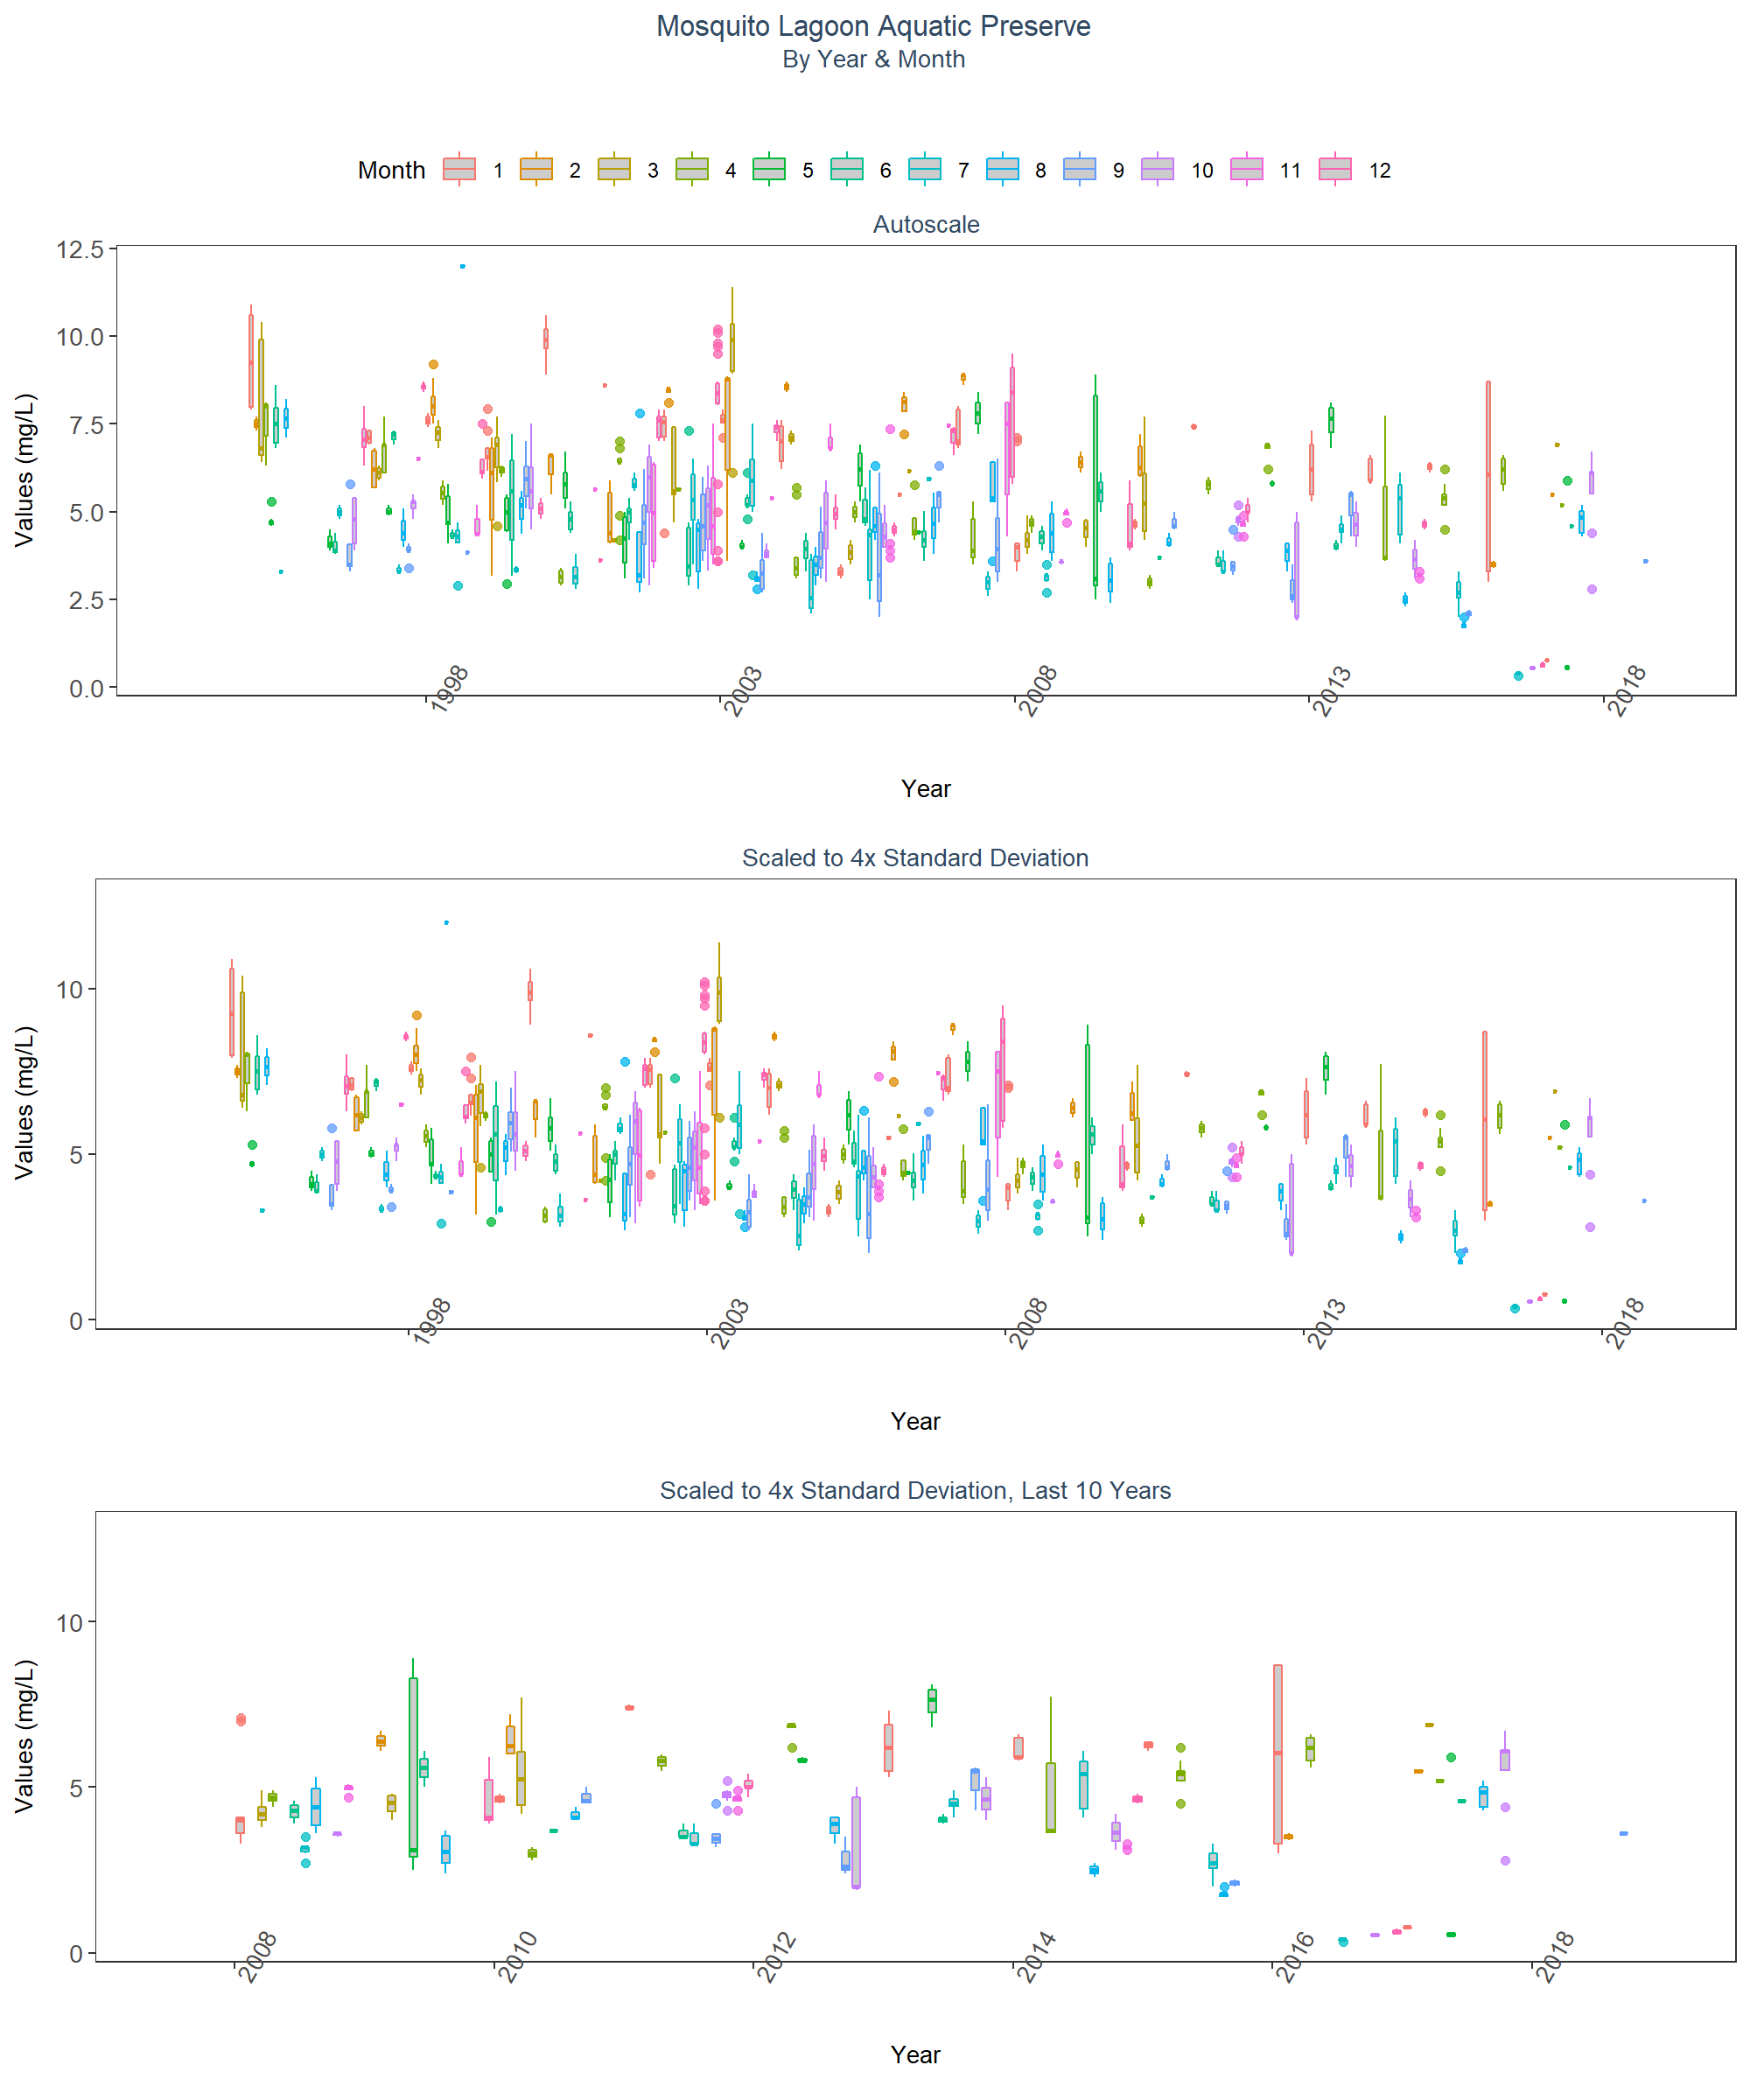 Mosquito Lagoon Aquatic Preserve
By Year & Month
Month 1 2 3 4 5 6 7 8 9 10 11 12
Autoscale
12.5
10.0
7.5
5.0
2.5
0.0
Values (mg/L)
1998 2003 2008 2013 2018
Year
Scaled to 4x Standard Deviation
10
5
0
Values (mg/L)
1998 2003 2008 2013 2018
Year
Scaled to 4x Standard Deviation, Last 10 Years
10
5
0
Values (mg/L)
2008 2010 2012 2014 2016 2018
Year